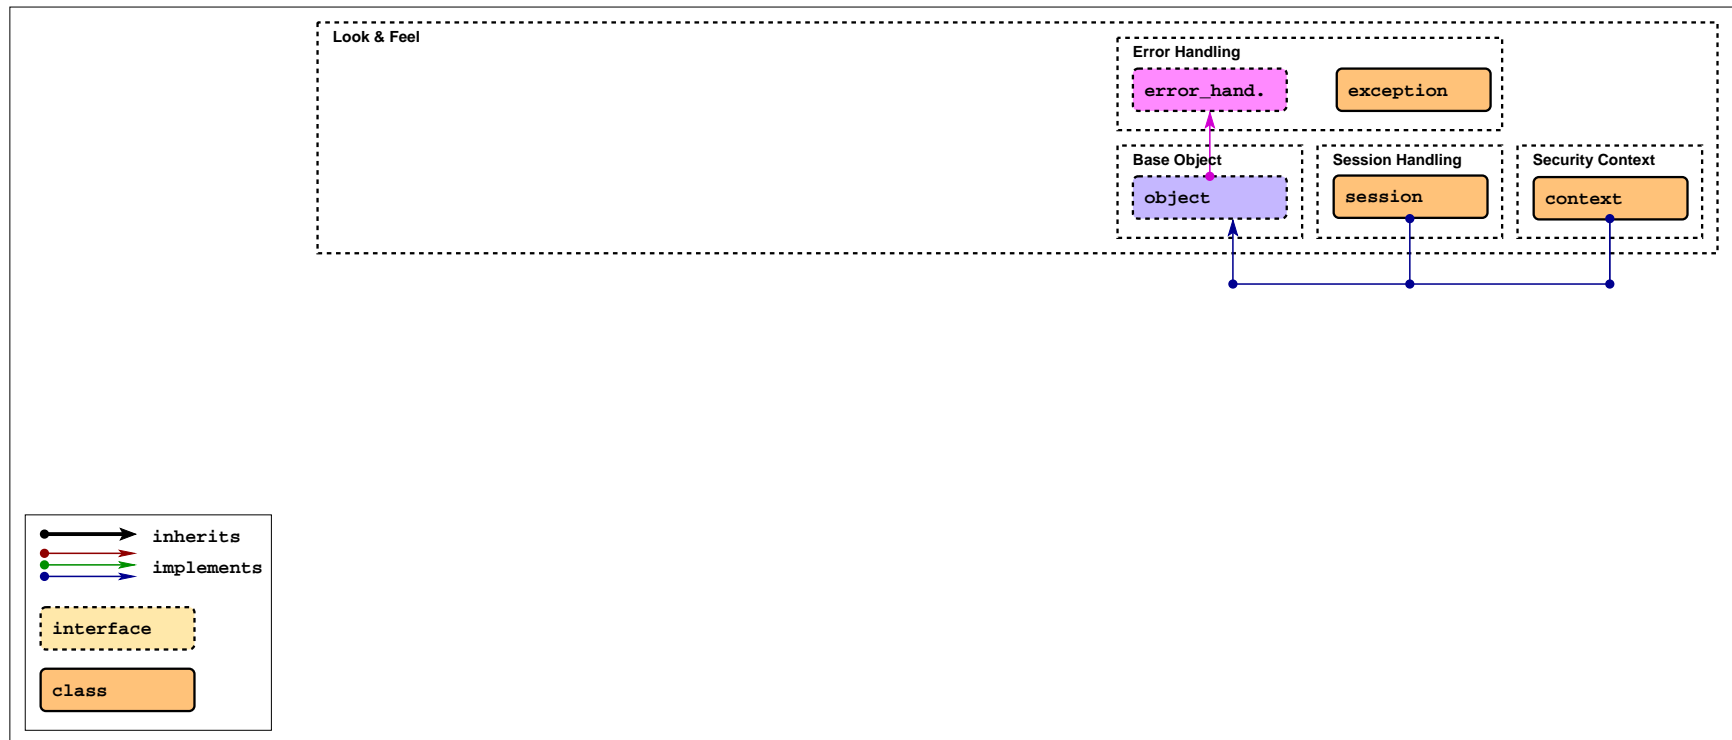 Look & Feel
Error Handling
error_hand.
exception
Base Object
Session Handling
Security Context
object
session
context
inherits
implements
interface
class